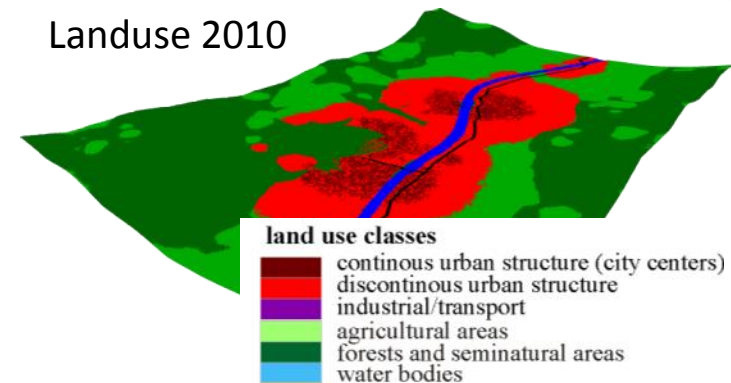 Landuse 2010
land use classes
continous urban structure (city centers)
discontinous urban structure
industrial/transport
agricultural areas
forests and seminatural areas
water bodies